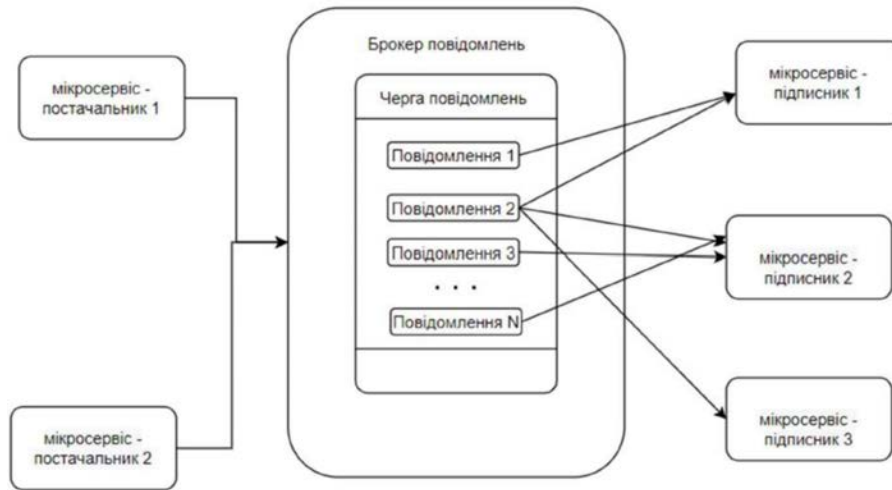 Брокер повідомлень
мікросервіс -
постачальник 1
Черга повідомлень
мікросервіс -
підписник 1
Повідомлення 1
Повідомлення 2
Повідомлення 3
. . .
Повідомлення N
мікросервіс -
підписник 2
мікросервіс -
постачальник 2
мікросервіс -
підписник 3